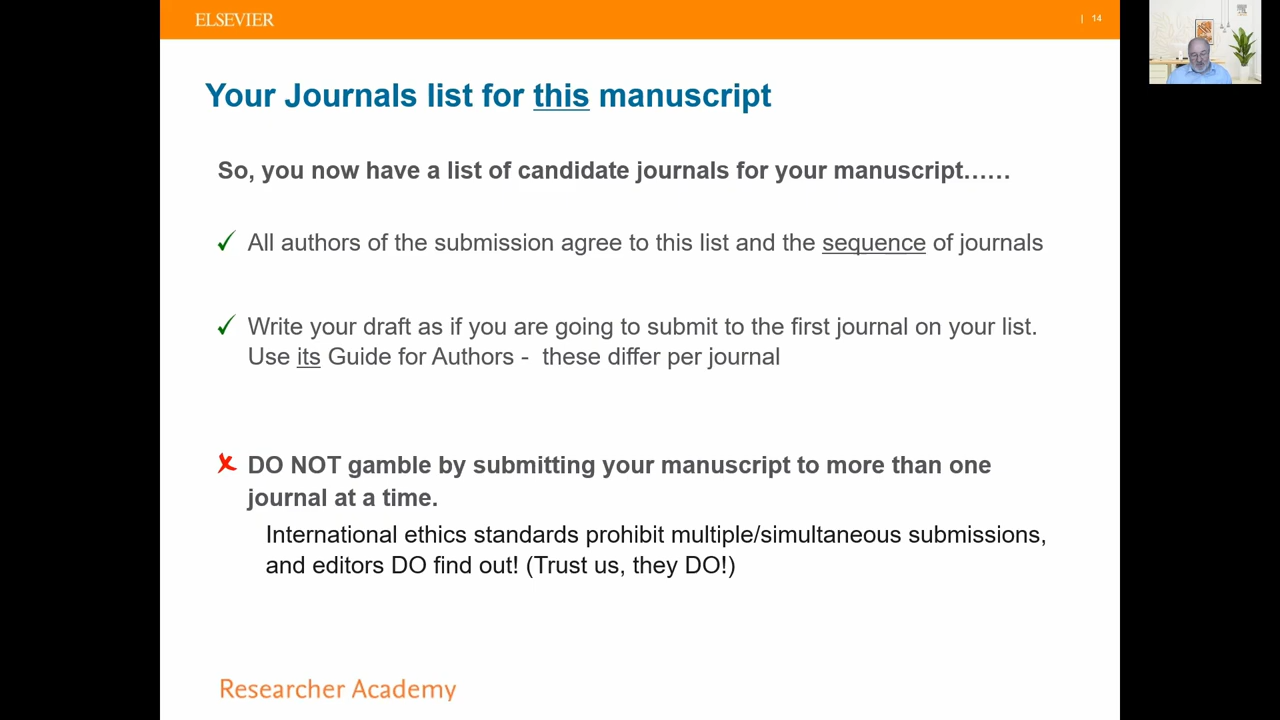 ELSEVIER
| 14
Your Journals list for this manuscript
So, you now have a list of candidate journals for your manuscript……
✓ All authors of the submission agree to this list and the sequence of journals
✓ Write your draft as if you are going to submit to the first journal on your list.
Use its Guide for Authors - these differ per journal
✗ DO NOT gamble by submitting your manuscript to more than one
journal at a time.
International ethics standards prohibit multiple/simultaneous submissions,
and editors DO find out! (Trust us, they DO!)
Researcher Academy